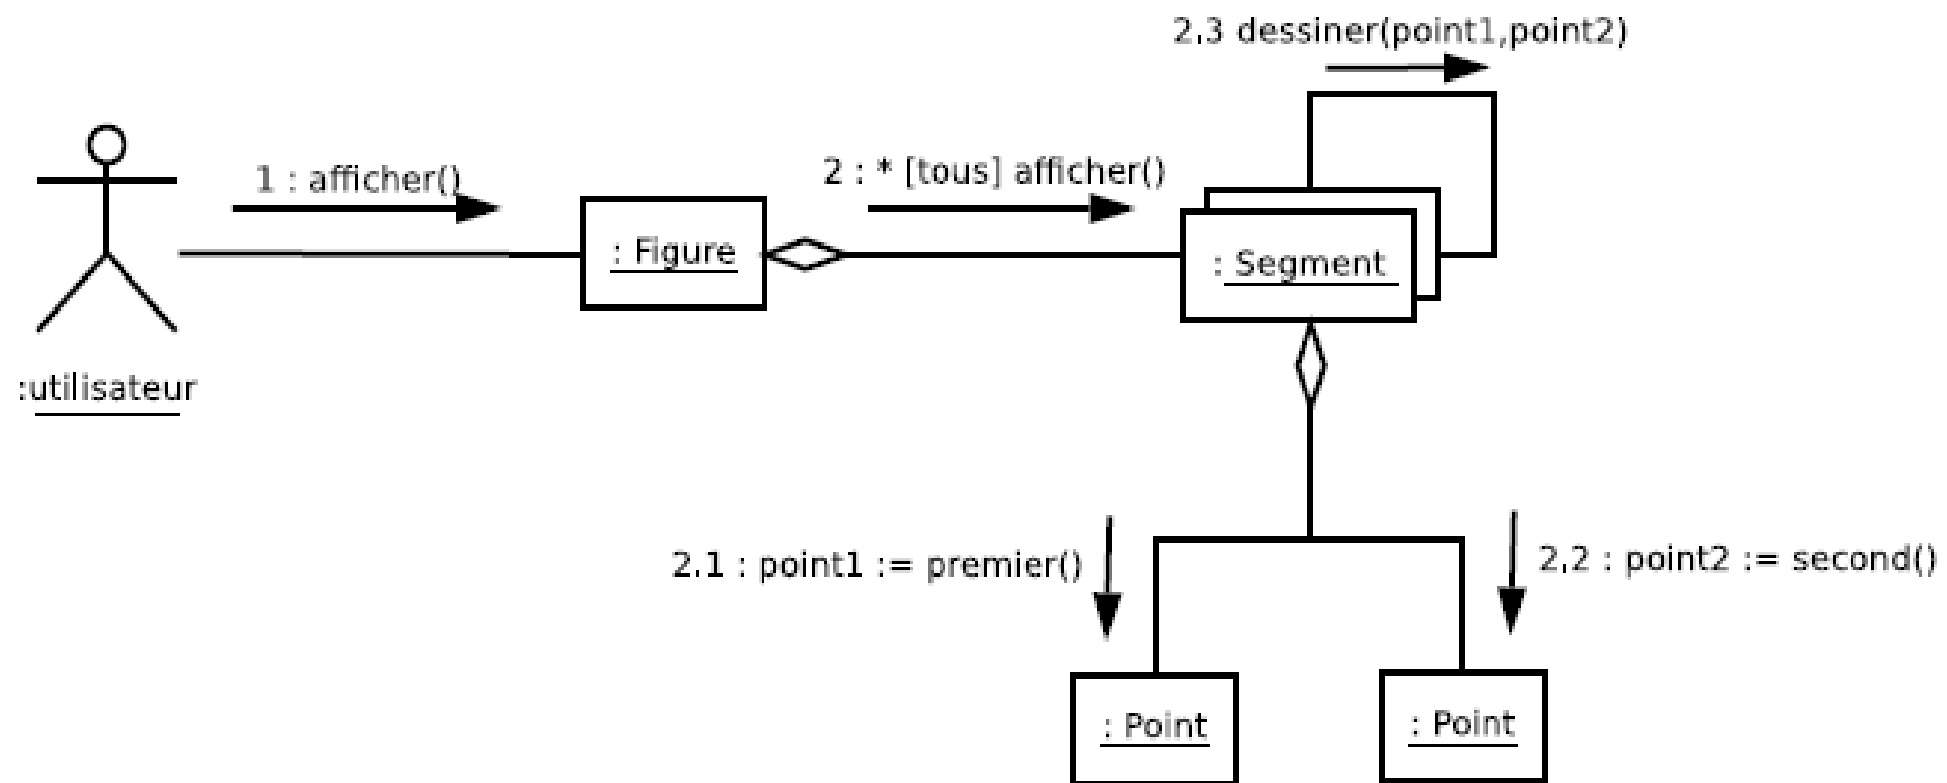 2.3 dessiner(point1,point2)
1 : afficher()
2 : * [tous] afficher()
: Figure
: Segment
:utilisateur
2.1 : point1 := premier()
2.2 : point2 := second()
: Point
: Point